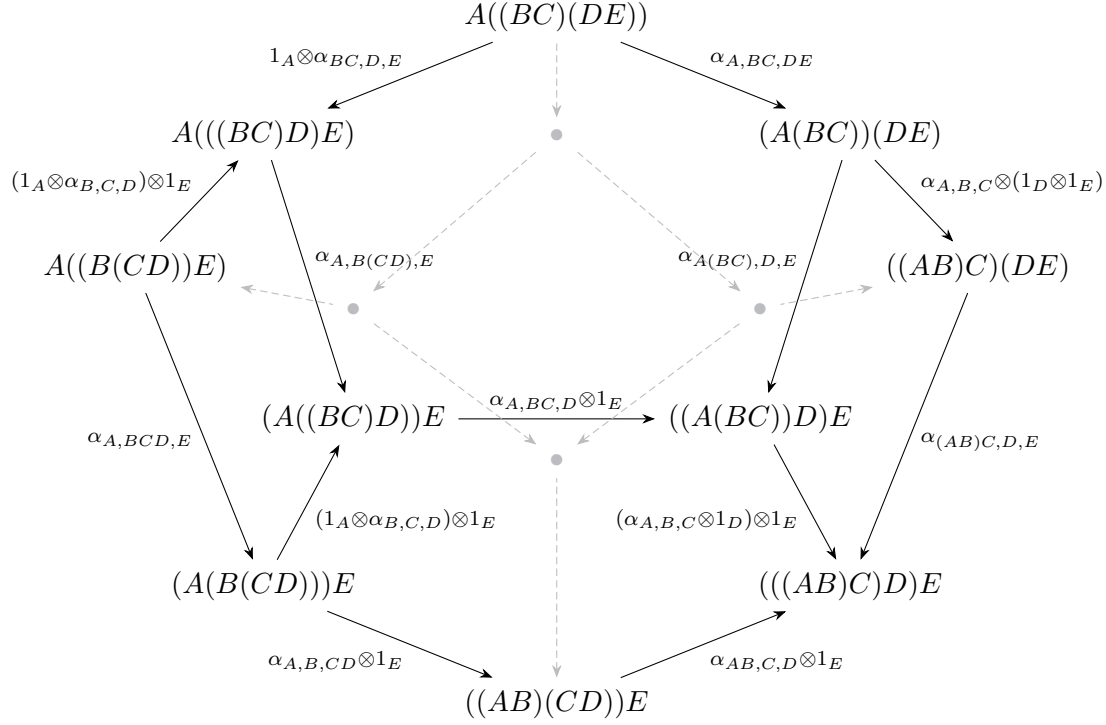 A((BC)(DE))
1_A⊗α_{BC,D,E}
α_{A,BC,DE}
A(((BC)D)E)
(A(BC))(DE)
(1_A⊗α_{B,C,D})⊗1_E
α_{A,B,C}⊗(1_D⊗1_E)
A((B(CD))E)
α_{A,B(CD),E}
α_{A(BC),D,E}
((AB)C)(DE)
(A((BC)D))E
α_{A,BC,D}⊗1_E
((A(BC))D)E
α_{A,BCD,E}
α_{(AB)C,D,E}
(1_A⊗α_{B,C,D})⊗1_E
(α_{A,B,C}⊗1_D)⊗1_E
(A(B(CD)))E
(((AB)C)D)E
α_{A,B,CD}⊗1_E
α_{AB,C,D}⊗1_E
((AB)(CD))E